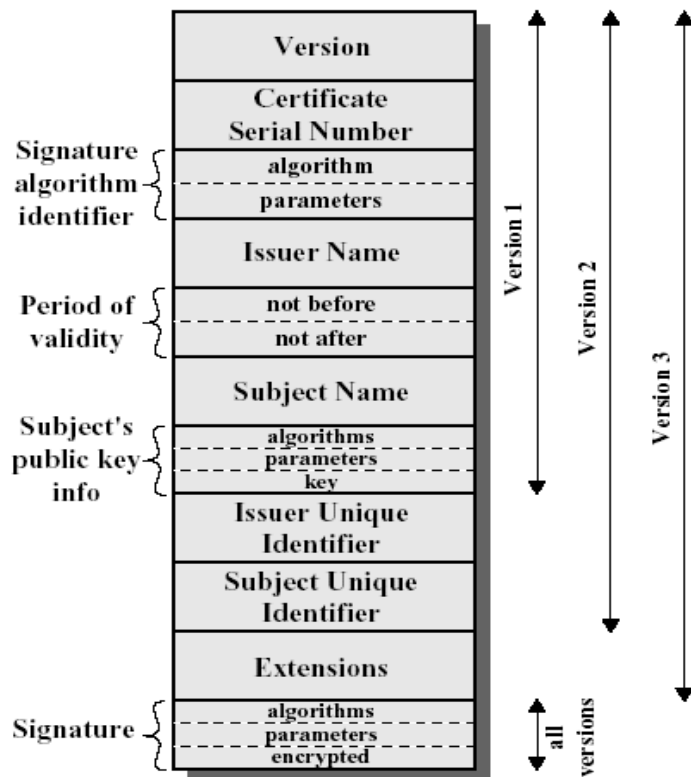 Version
Certificate
Serial Number
Signature
algorithm
identifier
algorithm
parameters
Issuer Name
Period of
validity
not before
not after
Subject Name
Subject's
public key
info
algorithms
parameters
key
Issuer Unique
Identifier
Subject Unique
Identifier
Extensions
Signature
algorithms
parameters
encrypted
Version 1
Version 2
Version 3
all
versions